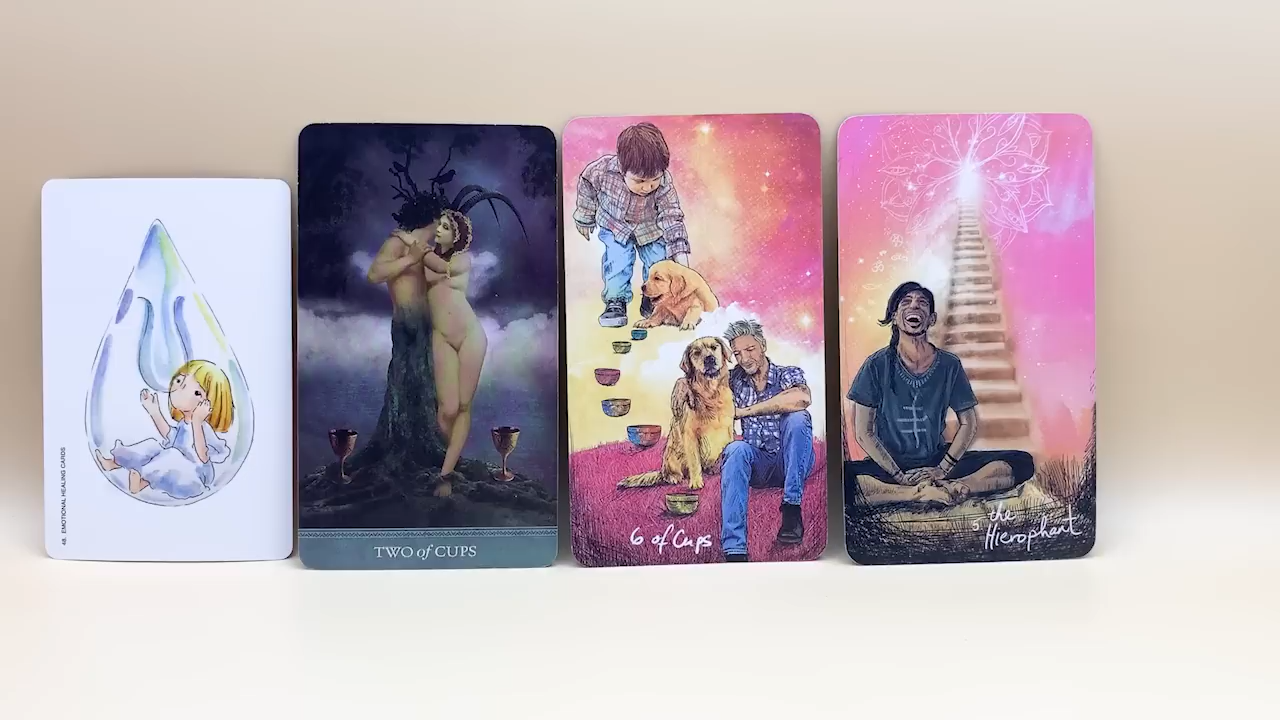 48. EMOTIONAL HEALING CARDS
TWO of CUPS
6 of Cups
5 the
Hierophant